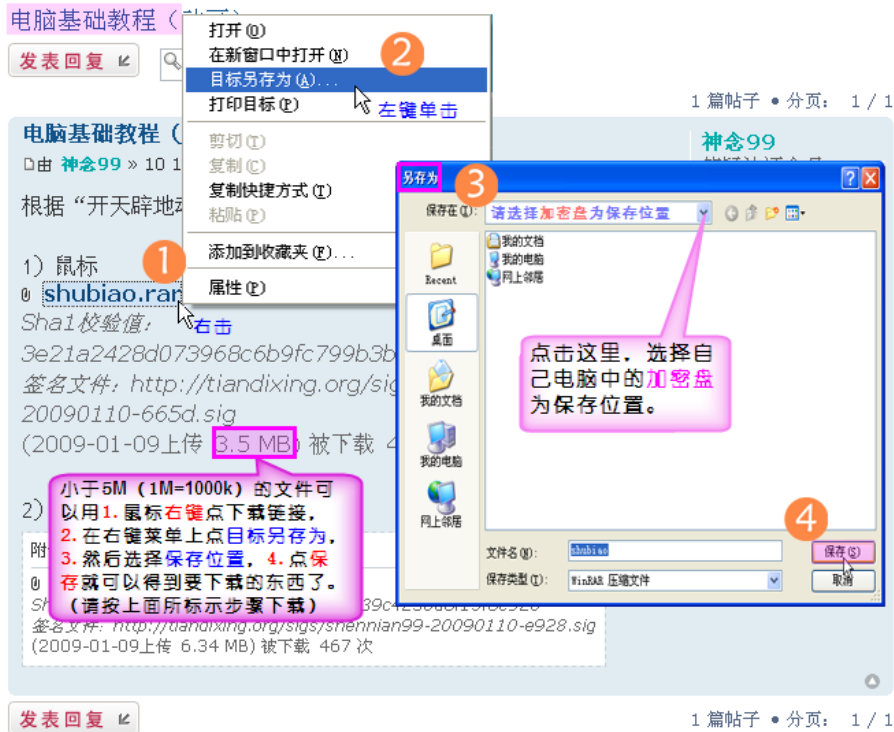 电脑基础教程（
发表回复
1 篇帖子 • 分页： 1 / 1
打开(O)
在新窗口中打开(N)
目标另存为(A)...
打印目标(P)
剪切(T)
复制(C)
复制快捷方式(T)
粘贴(P)
添加到收藏夹(F)...
属性(P)
2
左键单击
电脑基础教程（
由 神念99 » 10 1
神念99
根据“开天辟地
1）鼠标
1
shubiao.rar
右击
Sha1校验值：
3e21a2428d073968c6b9fc799b3b
签名文件：http://tiandixing.org/sig
20090110-665d.sig
(2009-01-09上传 3.5 MB) 被下载 4
小于5M（1M=1000k）的文件可
以用1.鼠标右键点下载链接，
2.在右键菜单上点目标另存为，
3.然后选择保存位置，4.点保
存就可以得到要下载的东西了。
（请按上面所标示步骤下载）
2）
附
签名文件：http://tiandixing.org/sigs/shennian99-20090110-e928.sig
(2009-01-09上传 6.34 MB) 被下载 467 次
另存为
3
保存在(I):
请选择加密盘为保存位置
Recent
桌面
我的文档
我的电脑
网上邻居
我的文档
我的电脑
网上邻居
点击这里，选择自
己电脑中的加密盘
为保存位置。
4
文件名(N):
shubiao
保存(S)
保存类型(T):
WinRAR 压缩文件
取消
发表回复
1 篇帖子 • 分页： 1 / 1